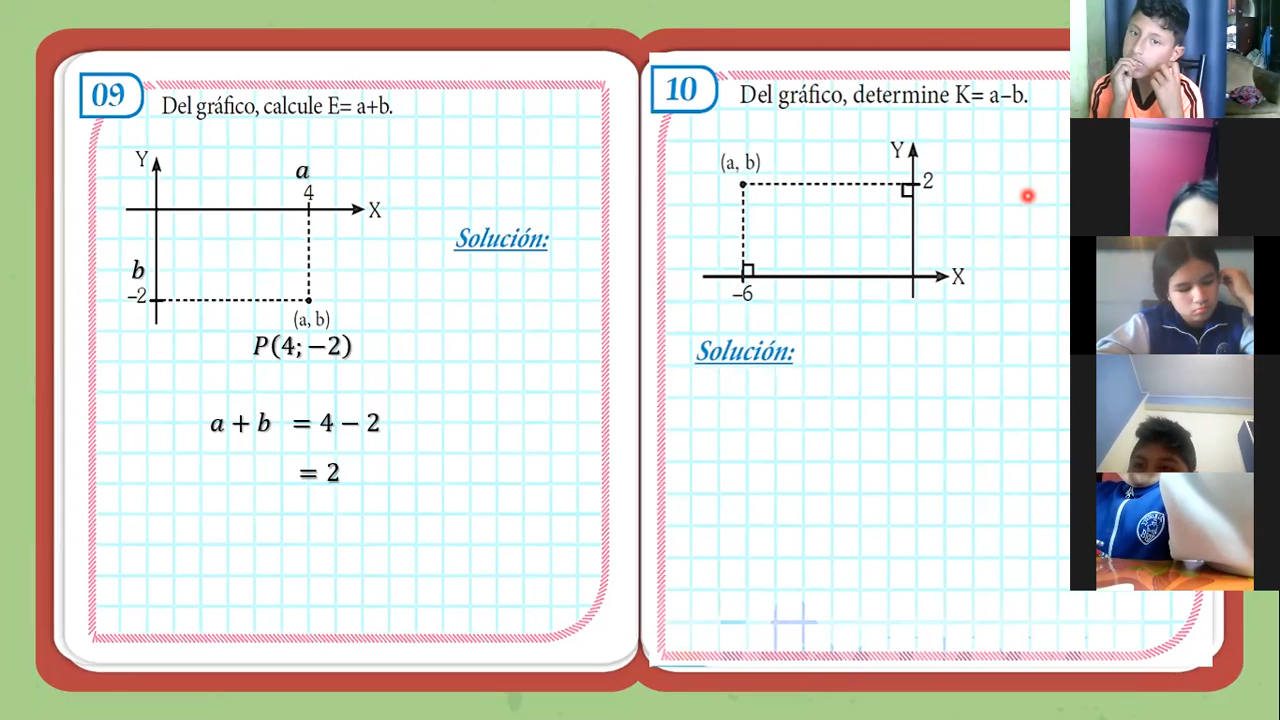 09
Del gráfico, calcule E= a+b.
Y
a
4
X
Solución:
b
–2
(a, b)
P(4; −2)
a + b = 4 − 2
= 2
10
Del gráfico, determine K= a–b.
(a, b)
Y
2
X
–6
Solución: